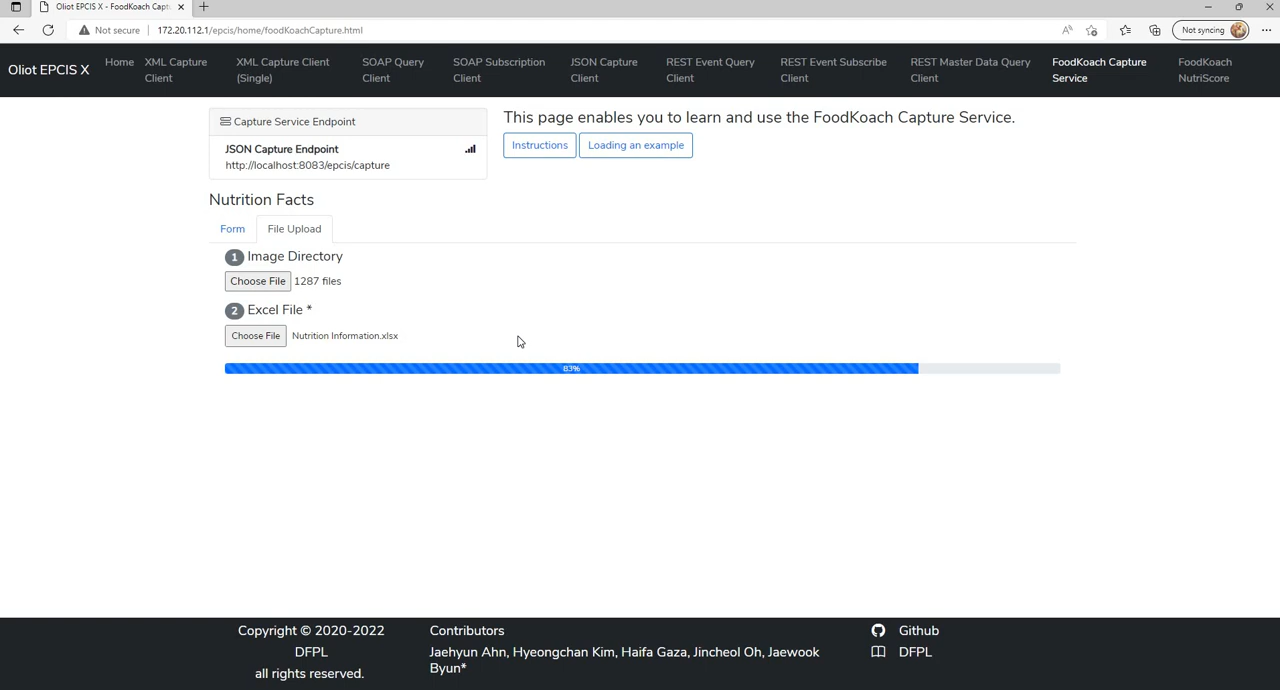 Oliot EPCIS X - FoodKoach Captu
Not secure
172.20.112.1/epcis/home/foodKoachCapture.html
Not syncing
Oliot EPCIS X
Home
XML Capture
Client
XML Capture Client
(Single)
SOAP Query
Client
SOAP Subscription
Client
JSON Capture
Client
REST Event Query
Client
REST Event Subscribe
Client
REST Master Data Query
Client
FoodKoach Capture
Service
FoodKoach
NutriScore
Capture Service Endpoint
JSON Capture Endpoint
http://localhost:8083/epcis/capture
This page enables you to learn and use the FoodKoach Capture Service.
Instructions
Loading an example
Nutrition Facts
Form
File Upload
1 Image Directory
Choose File 1287 files
2 Excel File *
Choose File Nutrition Information.xlsx
83%
Copyright © 2020-2022
DFPL
all rights reserved.
Contributors
Jaehyun Ahn, Hyeongchan Kim, Haifa Gaza, Jincheol Oh, Jaewook
Byun*
Github
DFPL